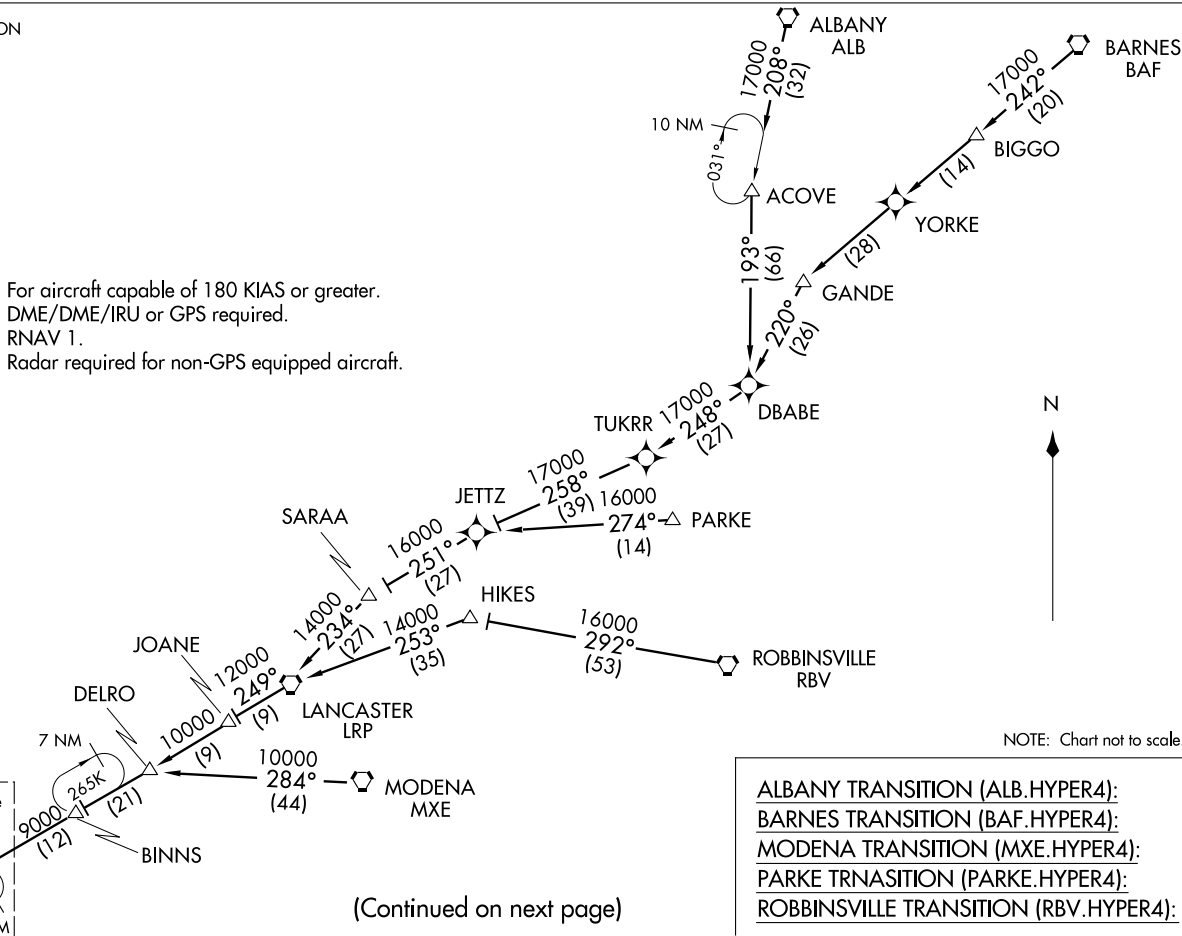 ON
ALBANY
ALB
BARNES
BAF
17000
208°
(32)
17000
242°
(20)
10 NM
031°
BIGGO
(14)
ACOVE
YORKE
193°
(66)
(28)
For aircraft capable of 180 KIAS or greater.
DME/DME/IRU or GPS required.
RNAV 1.
Radar required for non-GPS equipped aircraft.
GANDE
220°
(26)
DBABE
N
TUKRR
17000
248°
(27)
17000
258°
(39)
JETTZ
16000
274°
(14)
PARKE
SARAA
16000
251°
(27)
HIKES
14000
234°
(27)
14000
253°
(35)
16000
292°
(53)
ROBBINSVILLE
RBV
JOANE
12000
249°
(9)
LANCASTER
LRP
DELRO
10000
(9)
7 NM
265K
(21)
10000
284°
(44)
MODENA
MXE
NOTE: Chart not to scale.
9000
(12)
BINNS
e
K
M
(Continued on next page)
ALBANY TRANSITION (ALB.HYPER4):
BARNES TRANSITION (BAF.HYPER4):
MODENA TRANSITION (MXE.HYPER4):
PARKE TRNASITION (PARKE.HYPER4):
ROBBINSVILLE TRANSITION (RBV.HYPER4):